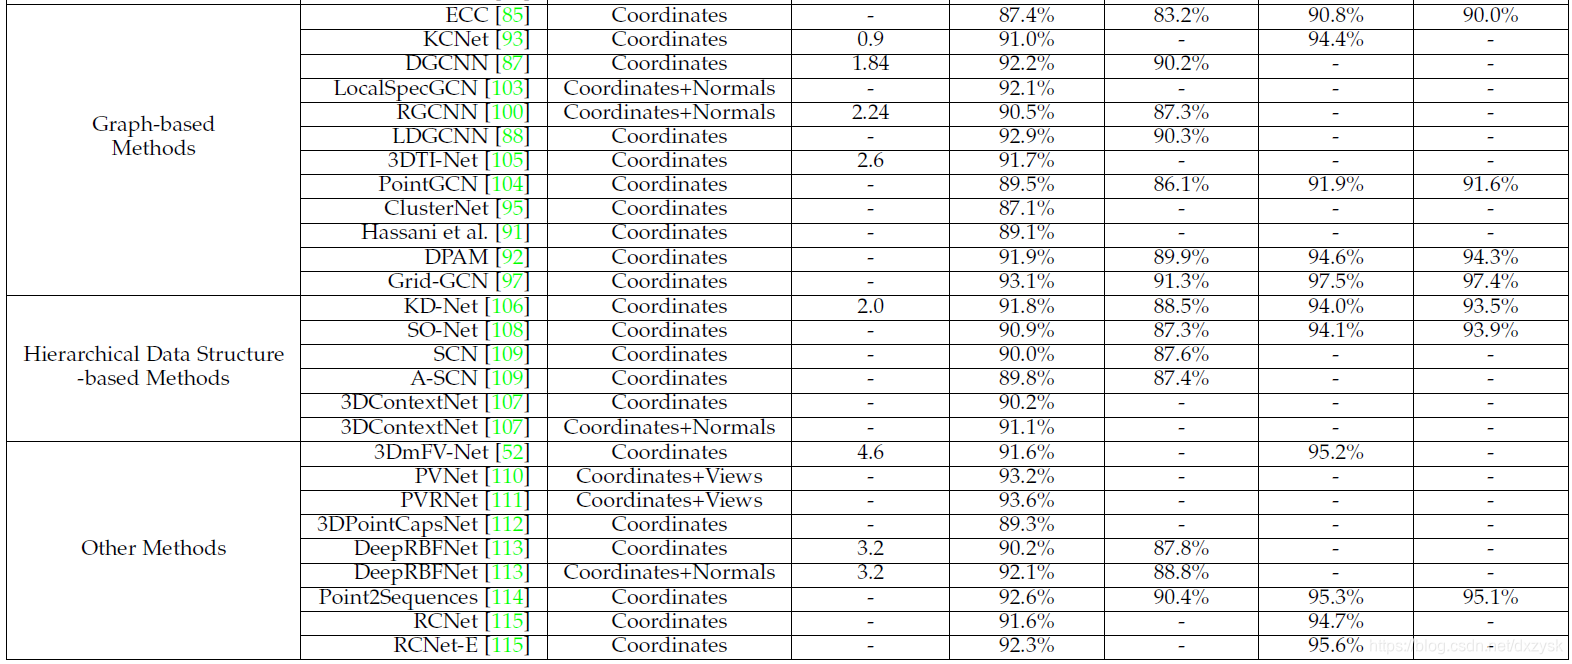 ECC [85] Coordinates - 87.4% 83.2% 90.8% 90.0%
KCNet [93] Coordinates 0.9 91.0% - 94.4% -
DGCNN [87] Coordinates 1.84 92.2% 90.2% - -
LocalSpecGCN [103] Coordinates+Normals - 92.1% - - -
RGCNN [100] Coordinates+Normals 2.24 90.5% 87.3% - -
Graph-based
Methods
LDGCNN [88] Coordinates - 92.9% 90.3% - -
3DTI-Net [105] Coordinates 2.6 91.7% - - -
PointGCN [104] Coordinates - 89.5% 86.1% 91.9% 91.6%
ClusterNet [95] Coordinates - 87.1% - - -
Hassani et al. [91] Coordinates - 89.1% - - -
DPAM [92] Coordinates - 91.9% 89.9% 94.6% 94.3%
Grid-GCN [97] Coordinates - 93.1% 91.3% 97.5% 97.4%
KD-Net [106] Coordinates 2.0 91.8% 88.5% 94.0% 93.5%
SO-Net [108] Coordinates - 90.9% 87.3% 94.1% 93.9%
Hierarchical Data Structure
-based Methods
SCN [109] Coordinates - 90.0% 87.6% - -
A-SCN [109] Coordinates - 89.8% 87.4% - -
3DContextNet [107] Coordinates - 90.2% - - -
3DContextNet [107] Coordinates+Normals - 91.1% - - -
3DmFV-Net [52] Coordinates 4.6 91.6% - 95.2% -
PVNet [110] Coordinates+Views - 93.2% - - -
PVRNet [111] Coordinates+Views - 93.6% - - -
3DPointCapsNet [112] Coordinates - 89.3% - - -
Other Methods
DeepRBFNet [113] Coordinates 3.2 90.2% 87.8% - -
DeepRBFNet [113] Coordinates+Normals 3.2 92.1% 88.8% - -
Point2Sequences [114] Coordinates - 92.6% 90.4% 95.3% 95.1%
RCNet [115] Coordinates - 91.6% - 94.7% -
RCNet-E [115] Coordinates - 92.3% - 95.6% -
https://blog.csdn.net/dxzysk